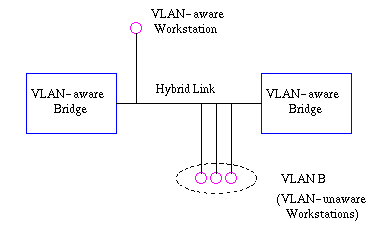 VLAN-aware
Workstation
VLAN-aware
Bridge
Hybrid Link
VLAN-aware
Bridge
VLAN B
(VLAN-unaware
Workstations)